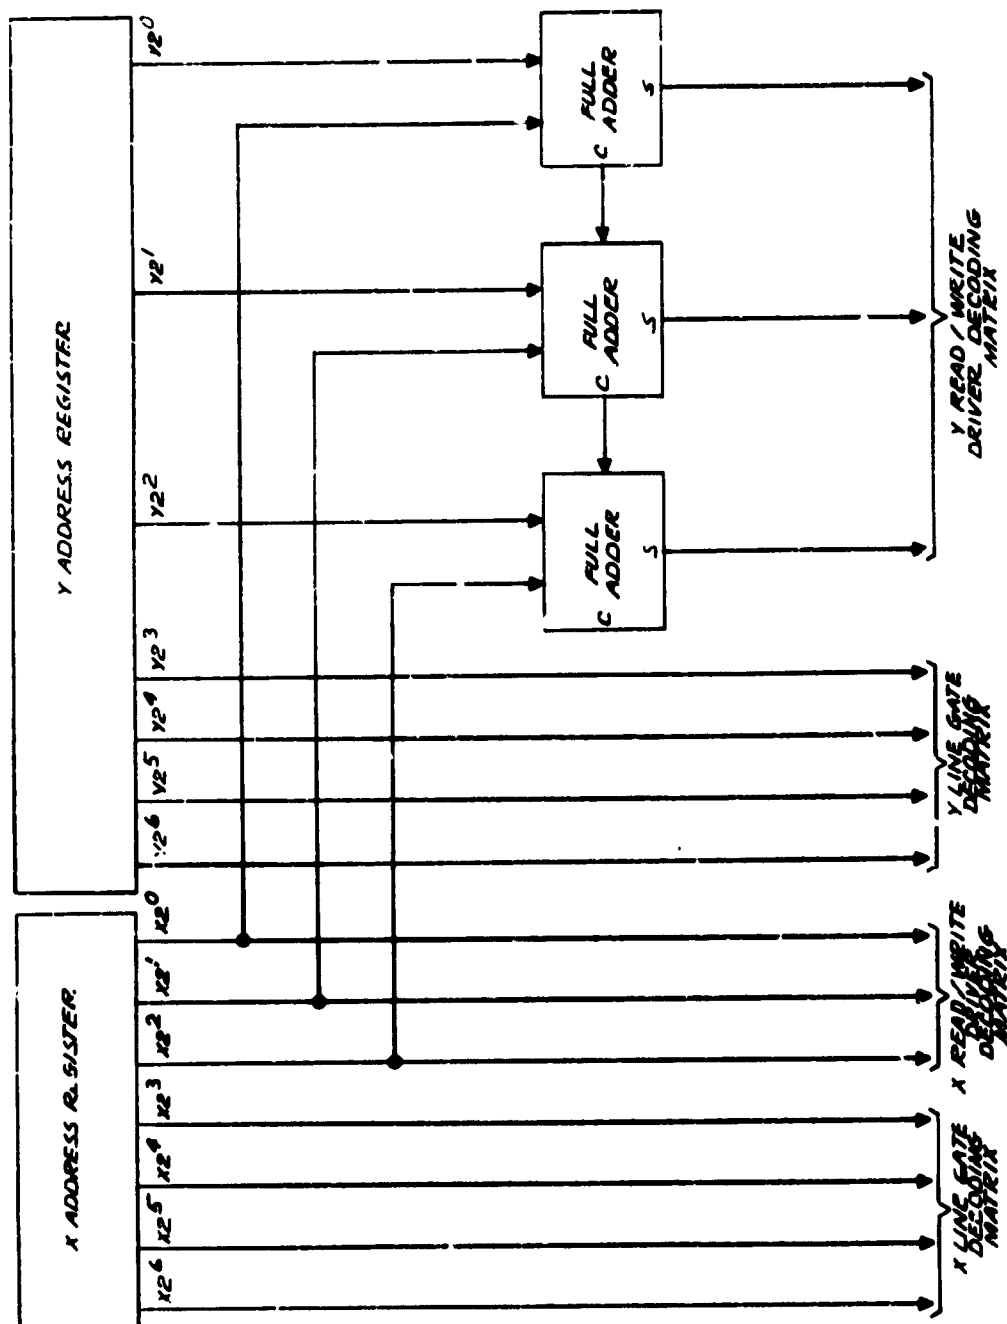 X ADDRESS REGISTER
Y ADDRESS REGISTER
X2⁶ X2⁵ X2⁴ X2³ X2² X2¹ X2⁰ Y2⁶ Y2⁵ Y2⁴ Y2³ Y2² Y2¹ Y2⁰
C FULL ADDER S
C FULL ADDER S
C FULL ADDER S
X LINE GATE
DECODING
MATRIX
X READ/WRITE
DRIVER
DECODING
MATRIX
Y LINE GATE
DECODING
MATRIX
Y READ/WRITE
DRIVER DECODING
MATRIX